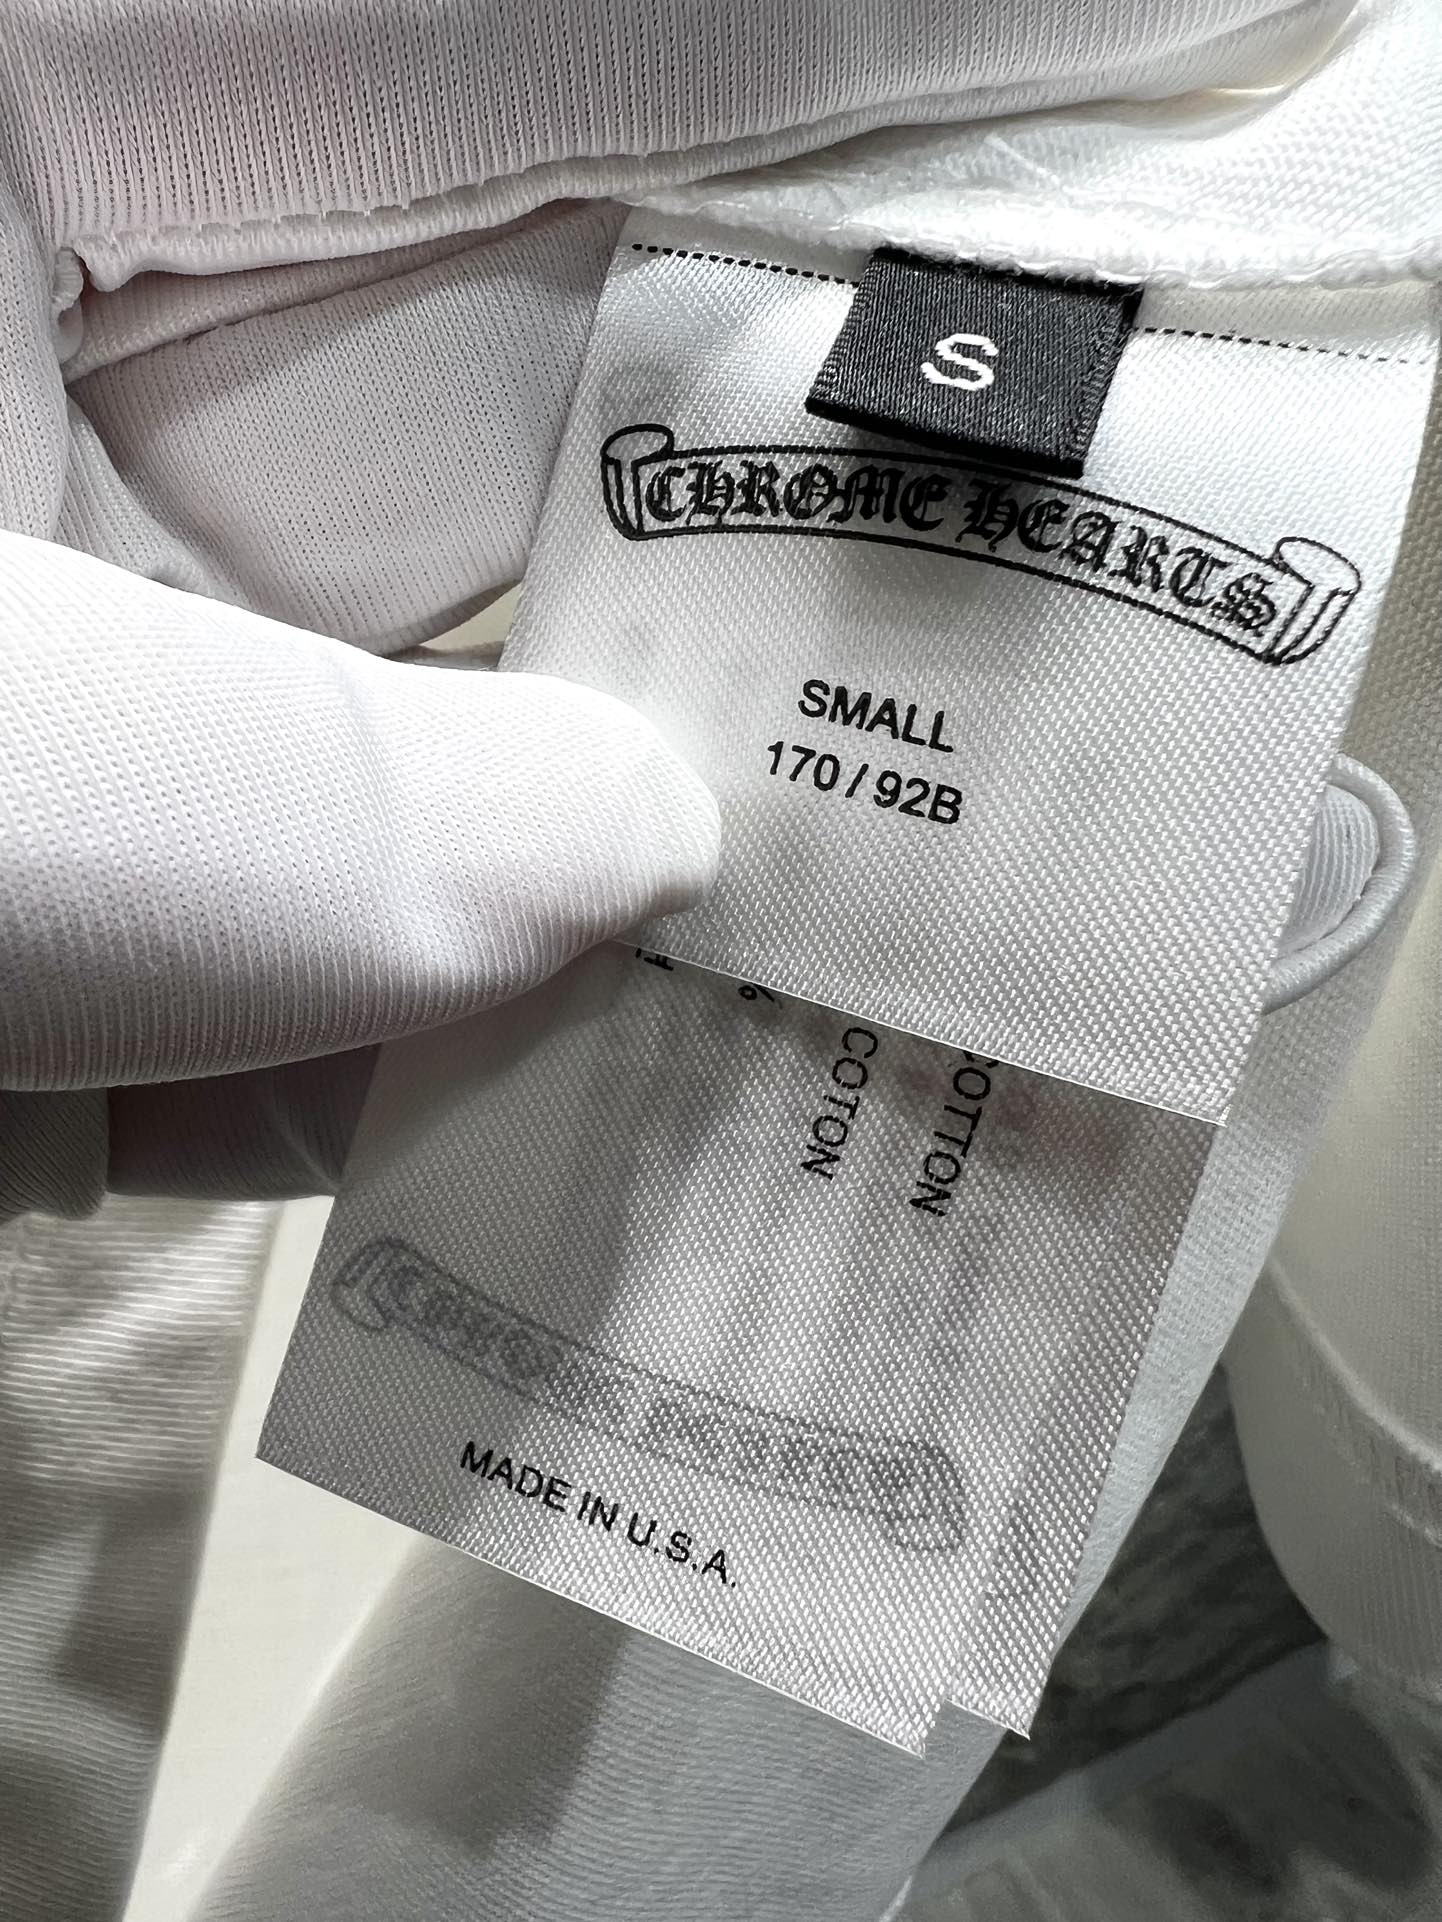 S
CHROME HEARTS
SMALL
170 / 92B
%
COTON
COTTON
MADE IN U.S.A.